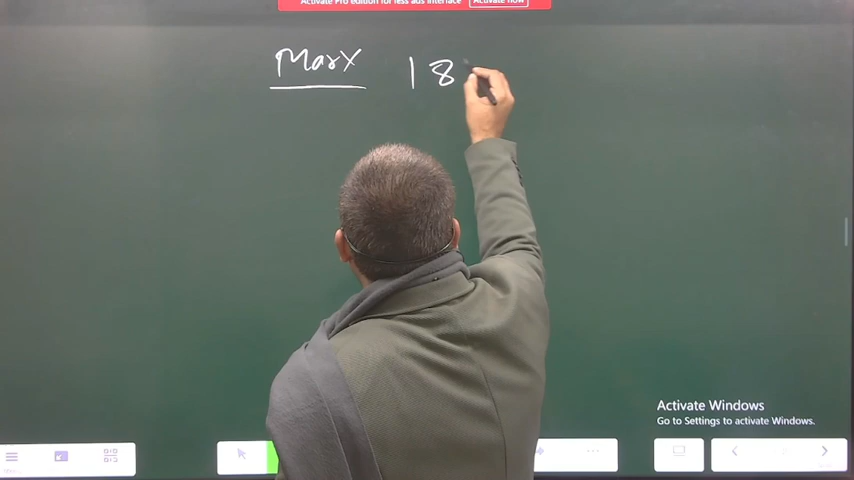 Activate Pro edition for less ads interface Activate now
Marx 18
Activate Windows
Go to Settings to activate Windows.